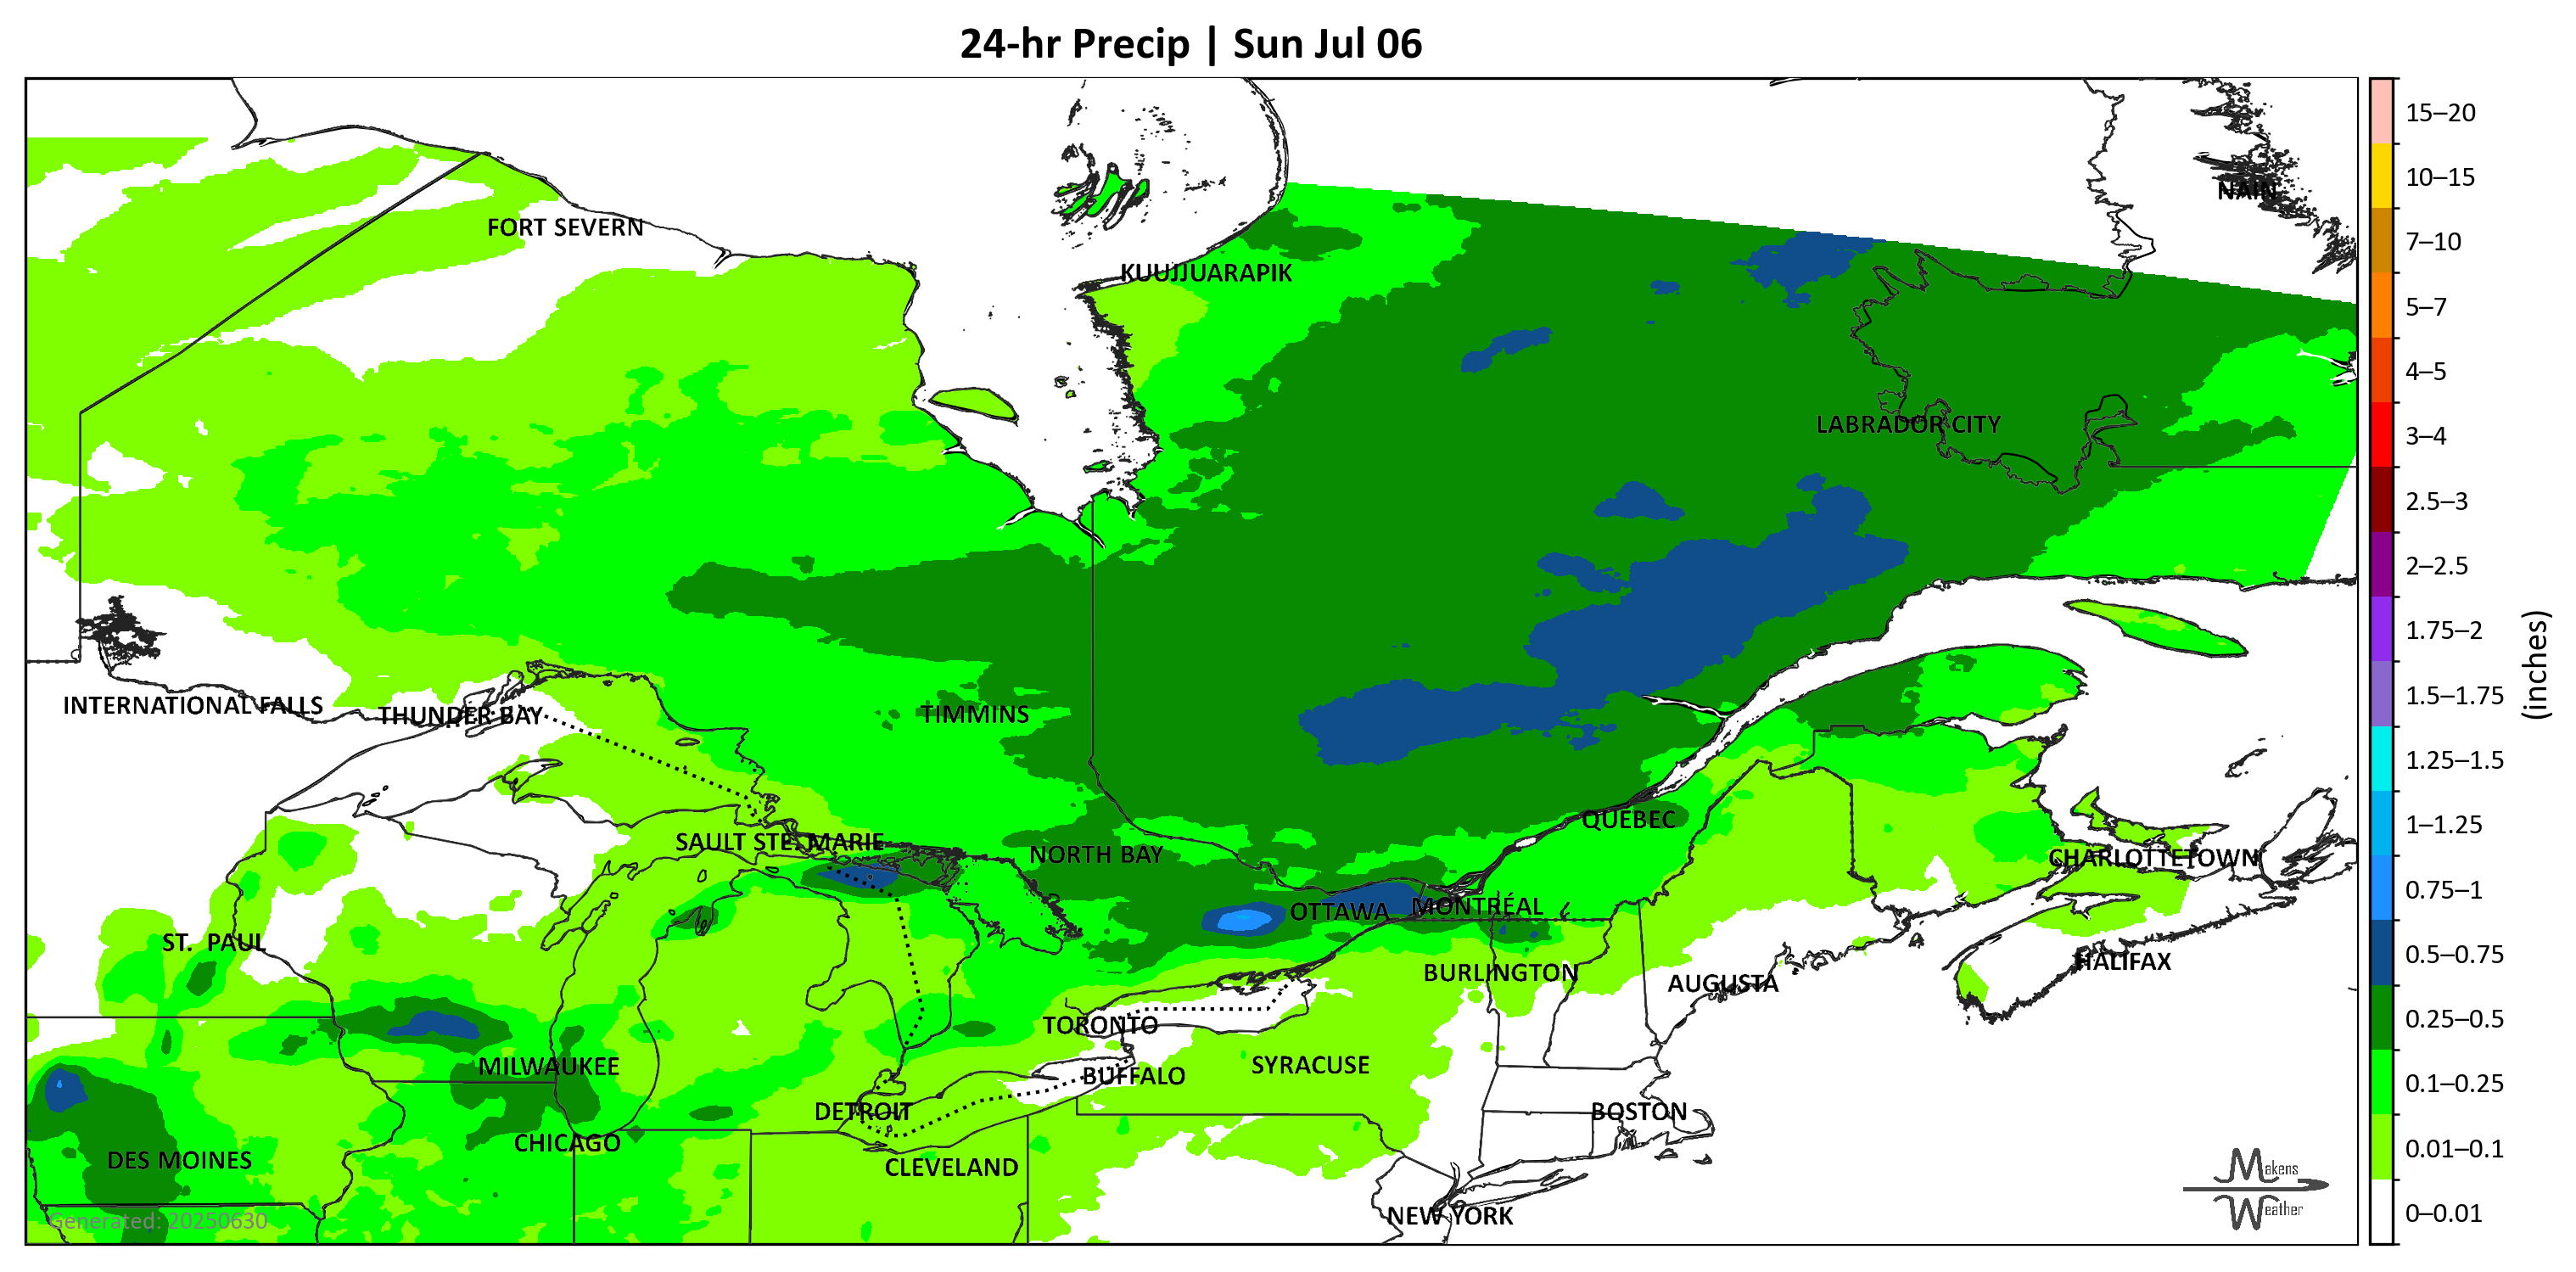 24-hr Precip | Sun Jul 06
15–20
10–15
7–10
5–7
4–5
3–4
2.5–3
2–2.5
1.75–2
1.5–1.75
1.25–1.5
1–1.25
0.75–1
0.5–0.75
0.25–0.5
0.1–0.25
0.01–0.1
0–0.01
(inches)
NAIN
FORT SEVERN
KUUJJUARAPIK
LABRADOR CITY
INTERNATIONAL FALLS
THUNDER BAY
TIMMINS
QUEBEC
SAULT STE. MARIE
NORTH BAY
CHARLOTTETOWN
OTTAWA
MONTRÉAL
ST. PAUL
BURLINGTON
AUGUSTA
HALIFAX
TORONTO
MILWAUKEE
SYRACUSE
BUFFALO
DETROIT
BOSTON
CHICAGO
DES MOINES
CLEVELAND
NEW YORK
Generated: 20250630
Makens
Weather